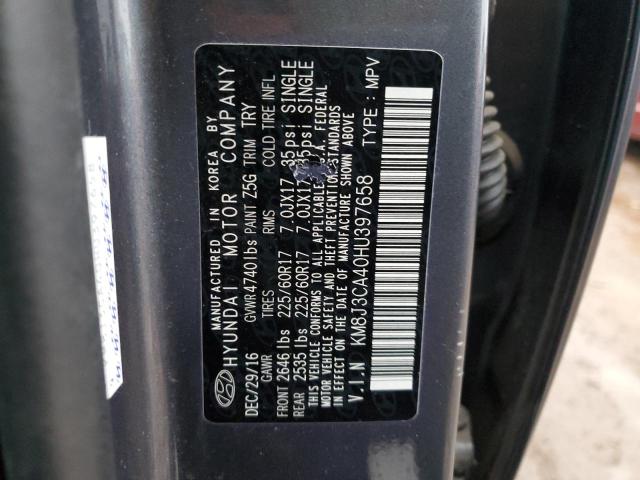 MANUFACTURED IN KOREA BY
HYUNDAI MOTOR COMPANY
DEC/29/16 GVWR 4740lbs PAINT Z5G TRIM TRY
GAWR TIRES RIMS COLD TIRE INFL
FRONT 2646 lbs 225/60R17 7.0JX17 35psi SINGLE
REAR 2535 lbs 225/60R17 7.0JX17 35psi SINGLE
THIS VEHICLE CONFORMS TO ALL APPLICABLE FEDERAL
MOTOR VEHICLE SAFETY AND THEFT PREVENTION STANDARDS
IN EFFECT ON THE DATE OF MANUFACTURE SHOWN ABOVE
V.I.N : KM8J3CA40HU397658 TYPE : MPV